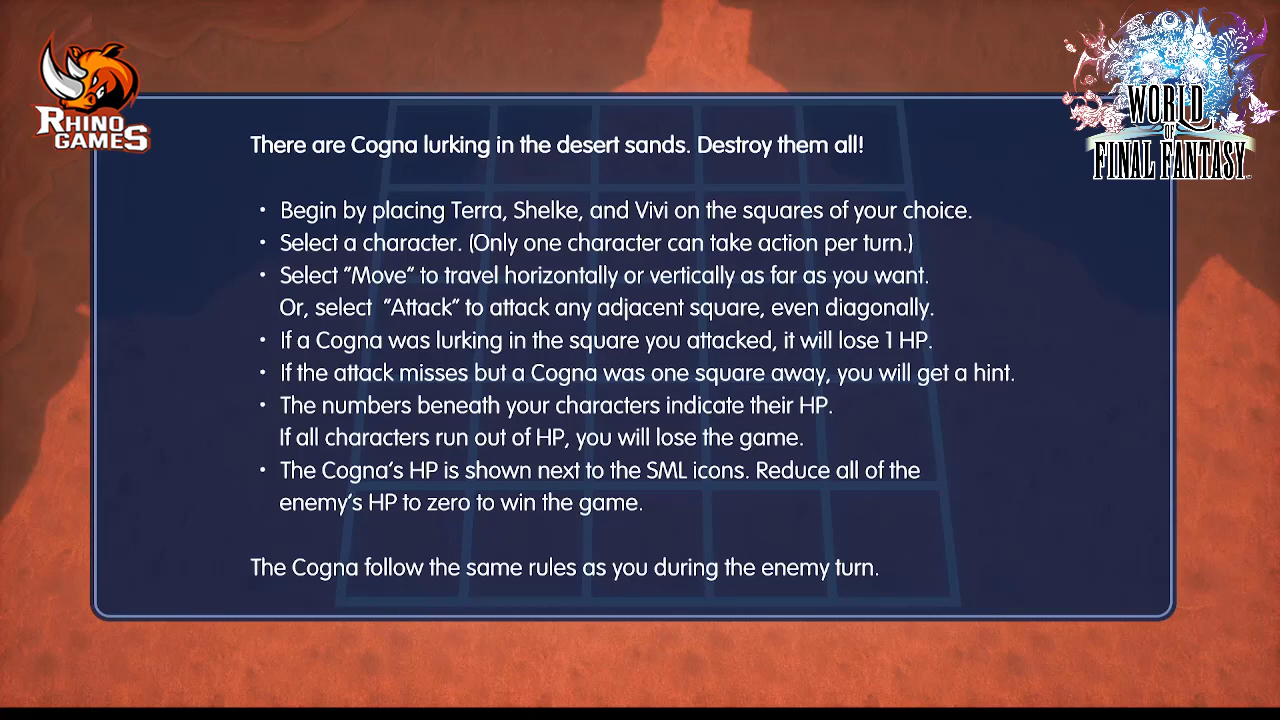 RHINO
GAMES
WORLD
OF
FINAL FANTASY
There are Cogna lurking in the desert sands. Destroy them all!
• Begin by placing Terra, Shelke, and Vivi on the squares of your choice.
• Select a character. (Only one character can take action per turn.)
• Select "Move" to travel horizontally or vertically as far as you want.
Or, select "Attack" to attack any adjacent square, even diagonally.
• If a Cogna was lurking in the square you attacked, it will lose 1 HP.
• If the attack misses but a Cogna was one square away, you will get a hint.
• The numbers beneath your characters indicate their HP.
If all characters run out of HP, you will lose the game.
• The Cogna's HP is shown next to the SML icons. Reduce all of the
enemy's HP to zero to win the game.
The Cogna follow the same rules as you during the enemy turn.